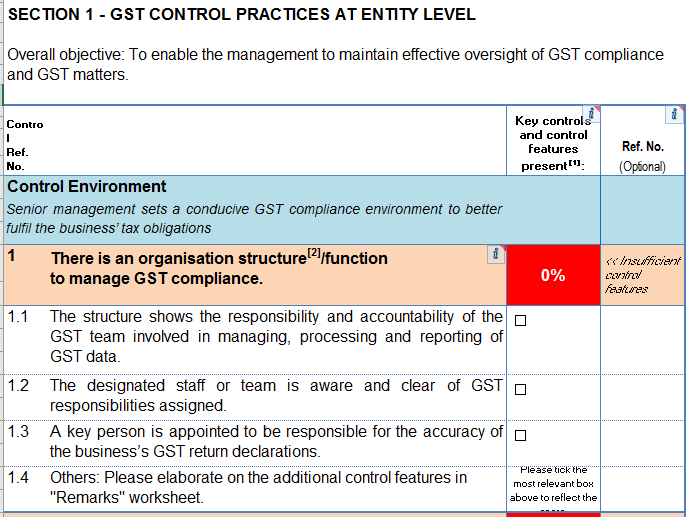 SECTION 1 - GST CONTROL PRACTICES AT ENTITY LEVEL
Overall objective: To enable the management to maintain effective oversight of GST compliance
and GST matters.
Contro
l
Ref.
No.
Key controls
and control
features
present[1]:
Ref. No.
(Optional)
Control Environment
Senior management sets a conducive GST compliance environment to better
fulfil the business' tax obligations
1 There is an organisation structure[2]/function
to manage GST compliance.
0%
<< Insufficient
control
features
1.1 The structure shows the responsibility and accountability of the
GST team involved in managing, processing and reporting of
GST data.
1.2 The designated staff or team is aware and clear of GST
responsibilities assigned.
1.3 A key person is appointed to be responsible for the accuracy of
the business's GST return declarations.
1.4 Others: Please elaborate on the additional control features in
"Remarks" worksheet.
Please tick the
most relevant box
above to reflect the